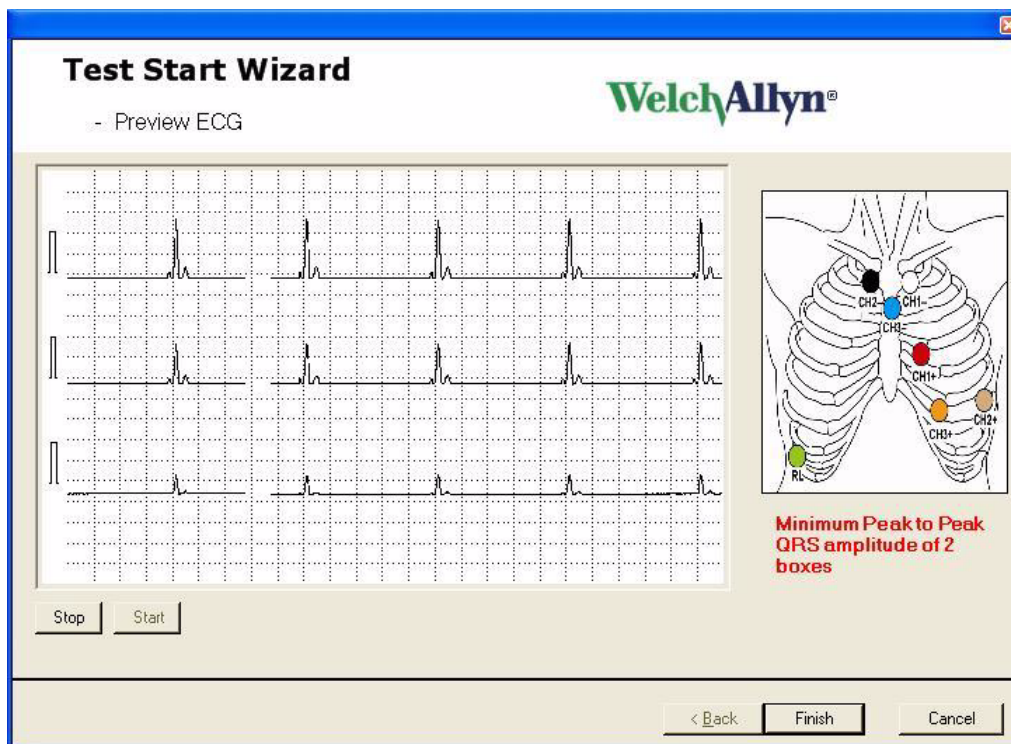 Test Start Wizard
- Preview ECG
WelchAllyn®
CH2-
CH1-
CH3-
CH1+
CH3+
CH2+
RL
Minimum Peak to Peak
QRS amplitude of 2
boxes
Stop
Start
< Back
Finish
Cancel